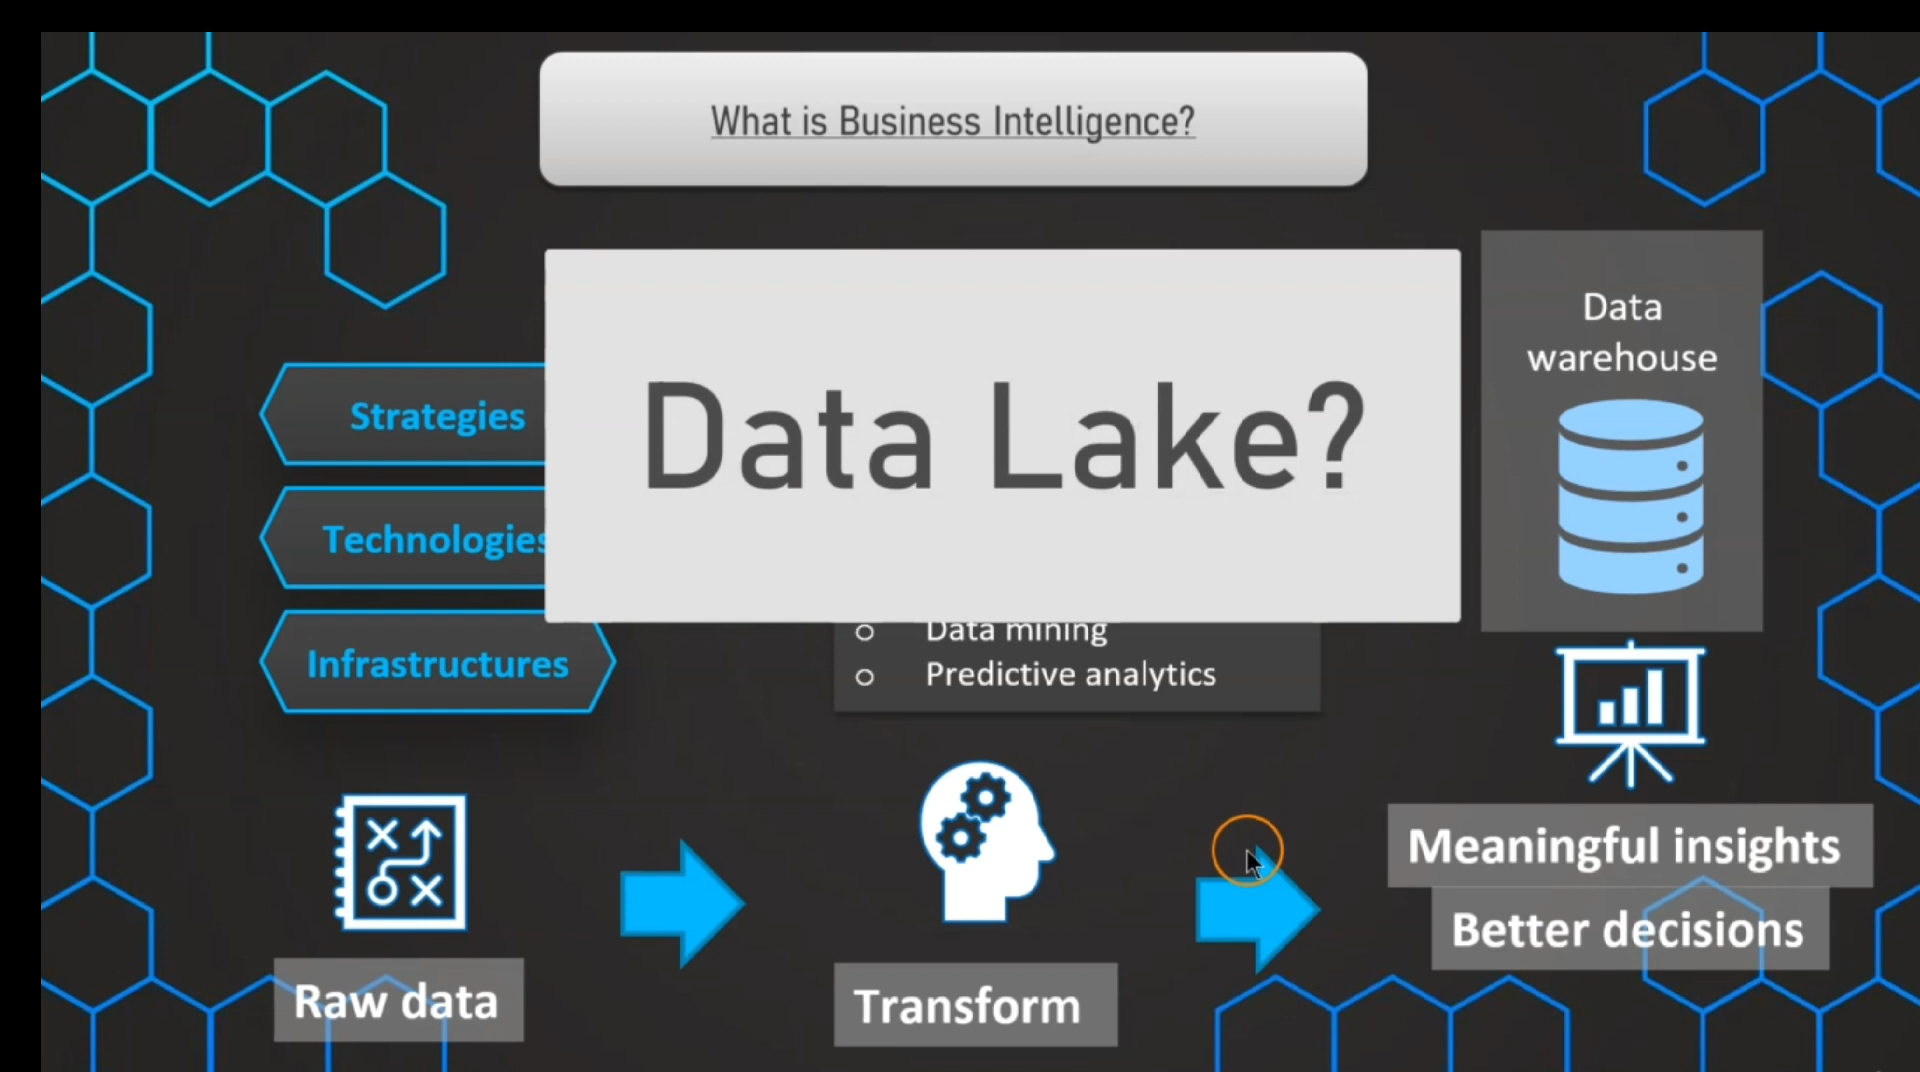 What is Business Intelligence?
Data
warehouse
Data Lake?
Strategies
Technologies
Infrastructures
o Data mining
o Predictive analytics
Raw data
Transform
Meaningful insights
Better decisions